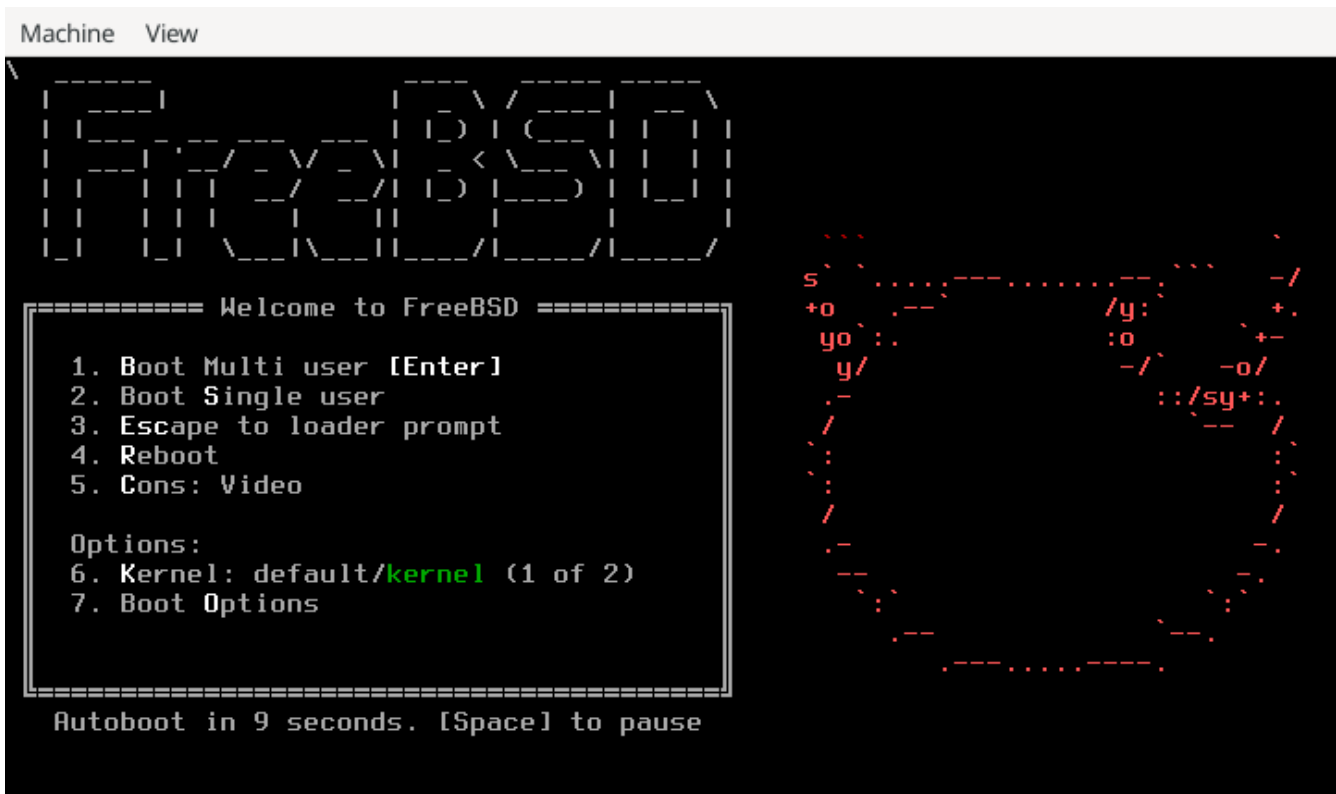 Machine View
FreeBSD
Welcome to FreeBSD
1. Boot Multi user [Enter]
2. Boot Single user
3. Escape to loader prompt
4. Reboot
5. Cons: Video
Options:
6. Kernel: default/kernel (1 of 2)
7. Boot Options
Autoboot in 9 seconds. [Space] to pause